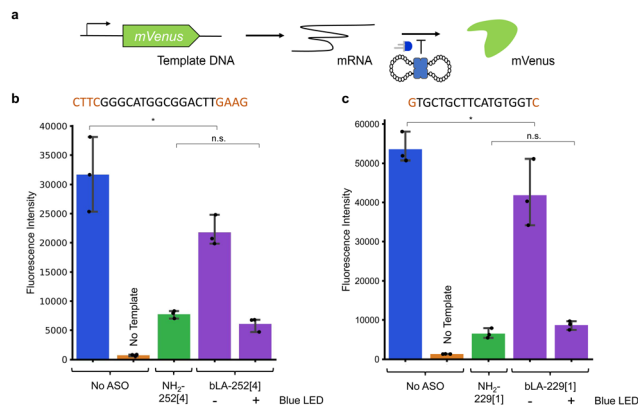 a
mVenus
Template DNA
mRNA
mVenus
b
CTTCGGGCATGGCGGACTTGAAG
*
n.s.
Fluorescence Intensity
40000
35000
30000
25000
20000
15000
10000
5000
0
No Template
No ASO
NH2-
252[4]
bLA-252[4]
- + Blue LED
c
GTGCTGCTTCATGTGGTC
*
n.s.
Fluorescence Intensity
60000
50000
40000
30000
20000
10000
0
No Template
No ASO
NH2-
229[1]
bLA-229[1]
- + Blue LED